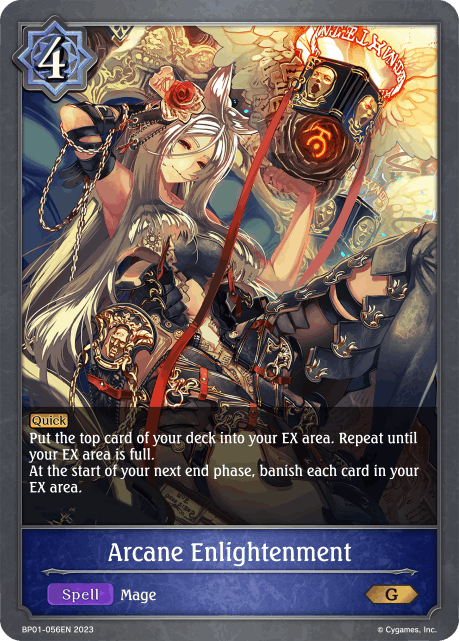 4
Quick
Put the top card of your deck into your EX area. Repeat until
your EX area is full.
At the start of your next end phase, banish each card in your
EX area.
Arcane Enlightenment
Spell Mage
G
BP01-056EN 2023
© Cygames, Inc.